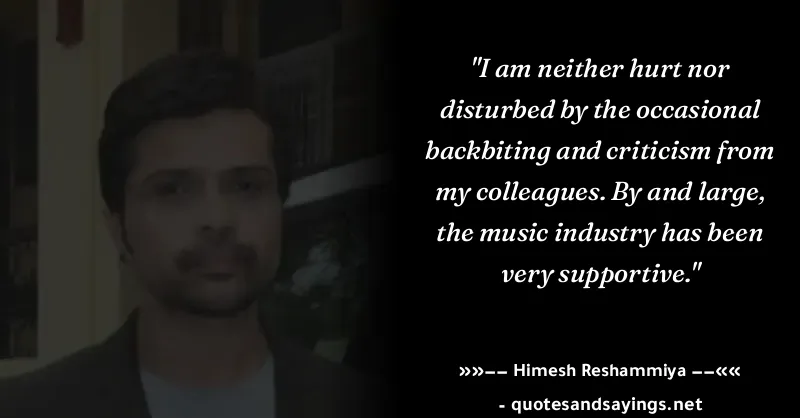 "I am neither hurt nor
disturbed by the occasional
backbiting and criticism from
my colleagues. By and large,
the music industry has been
very supportive."
»»-- Himesh Reshammiya --««
- quotesandsayings.net